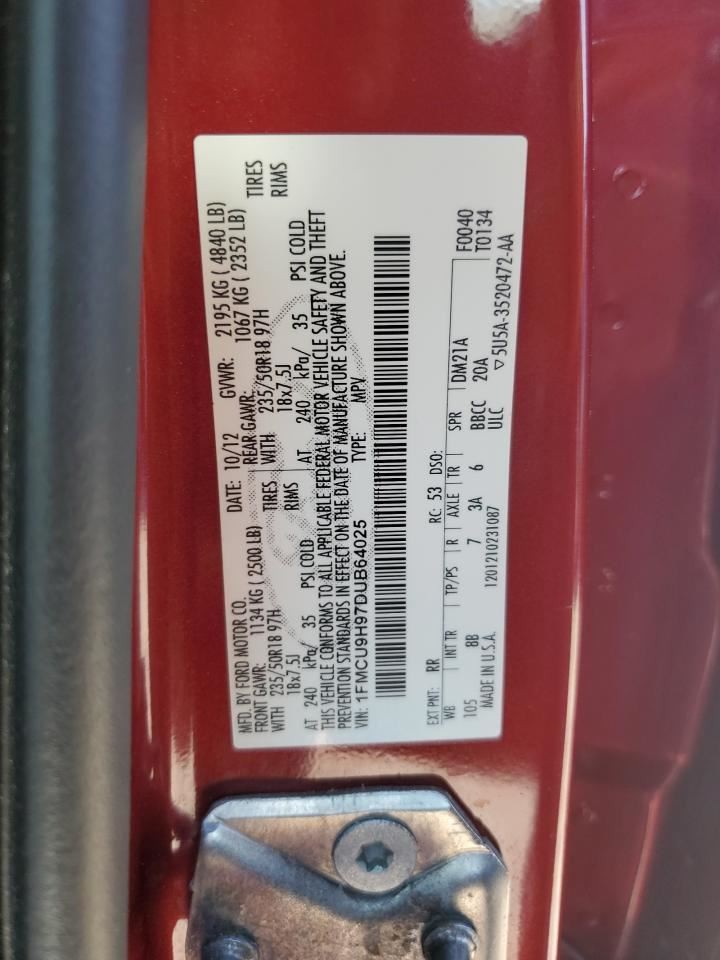 MFD. BY FORD MOTOR CO.
DATE: 10/12 GVWR: 2195 KG ( 4840 LB)
FRONT GAWR: 1134 KG ( 2500 LB) REAR GAWR: 1067 KG ( 2352 LB)
WITH 235/50R18 97H TIRES WITH 235/50R18 97H TIRES
18x7.5J RIMS 18x7.5J RIMS
AT 240 kPa/ 35 PSI COLD AT 240 kPa/ 35 PSI COLD
THIS VEHICLE CONFORMS TO ALL APPLICABLE FEDERAL MOTOR VEHICLE SAFETY AND THEFT
PREVENTION STANDARDS IN EFFECT ON THE DATE OF MANUFACTURE SHOWN ABOVE.
VIN: 1FMCU9H97DUB64025 TYPE: MPV
EXT PNT: RR RC: 53 DSO: F0040
WB INT TR TP/PS R AXLE TR SPR DM21A T0134
105 8B 7 3A 6 BBCC 20A
MADE IN U.S.A. 1201210231087 ULC ▽5U5A-3520472-AA